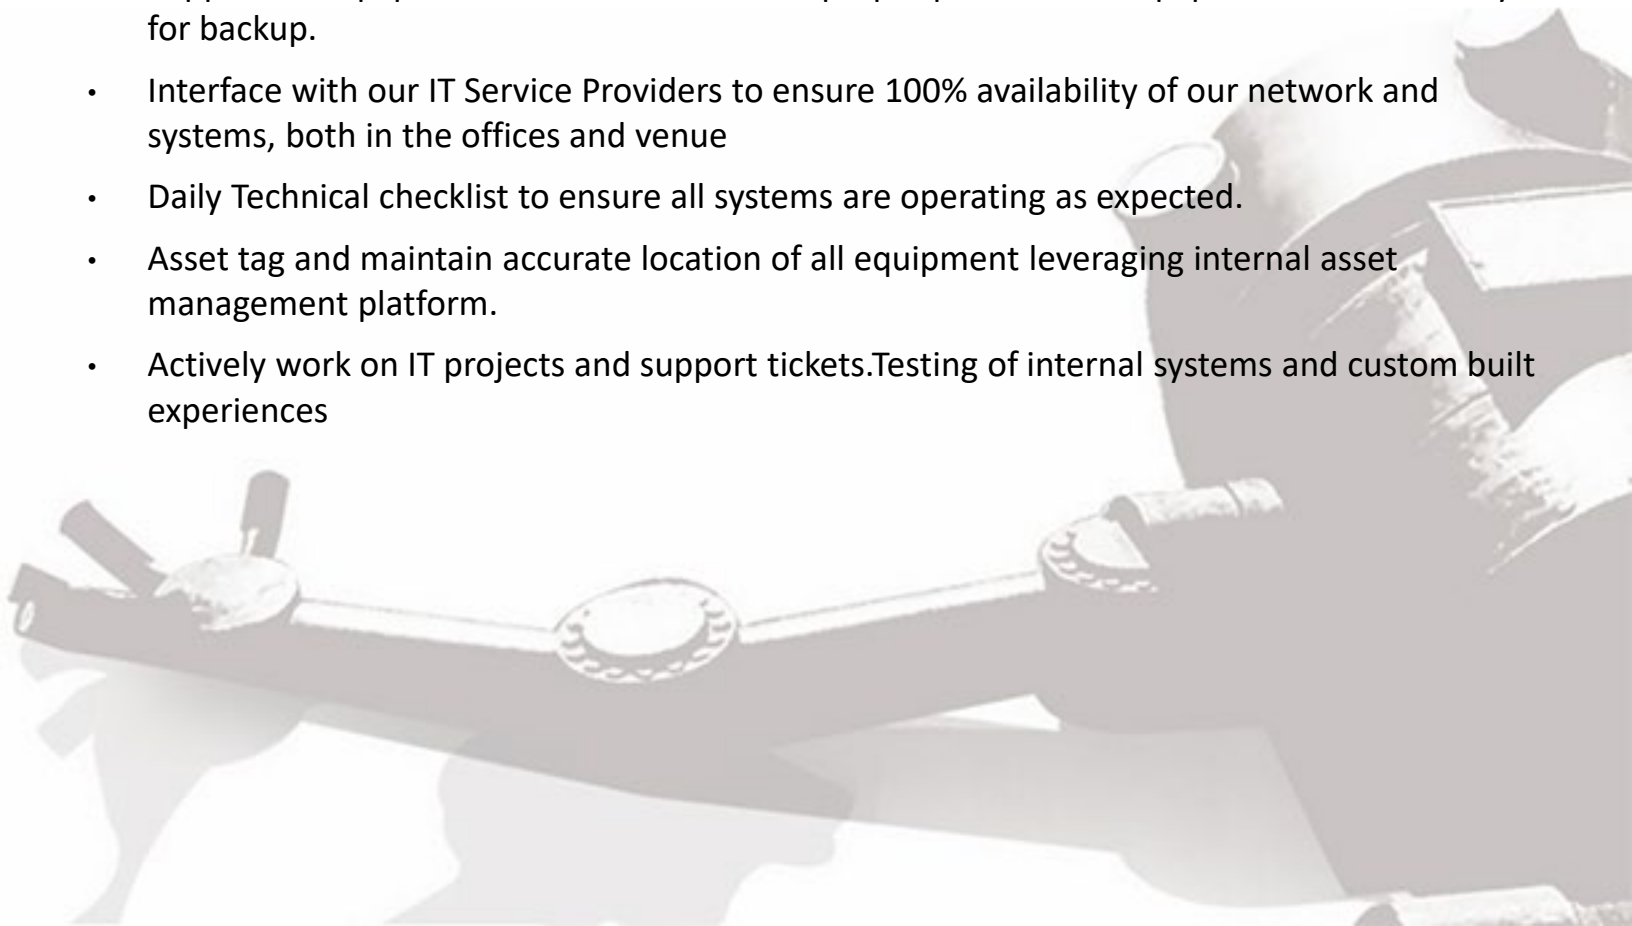 for backup.
• Interface with our IT Service Providers to ensure 100% availability of our network and
systems, both in the offices and venue
• Daily Technical checklist to ensure all systems are operating as expected.
• Asset tag and maintain accurate location of all equipment leveraging internal asset
management platform.
• Actively work on IT projects and support tickets.Testing of internal systems and custom built
experiences